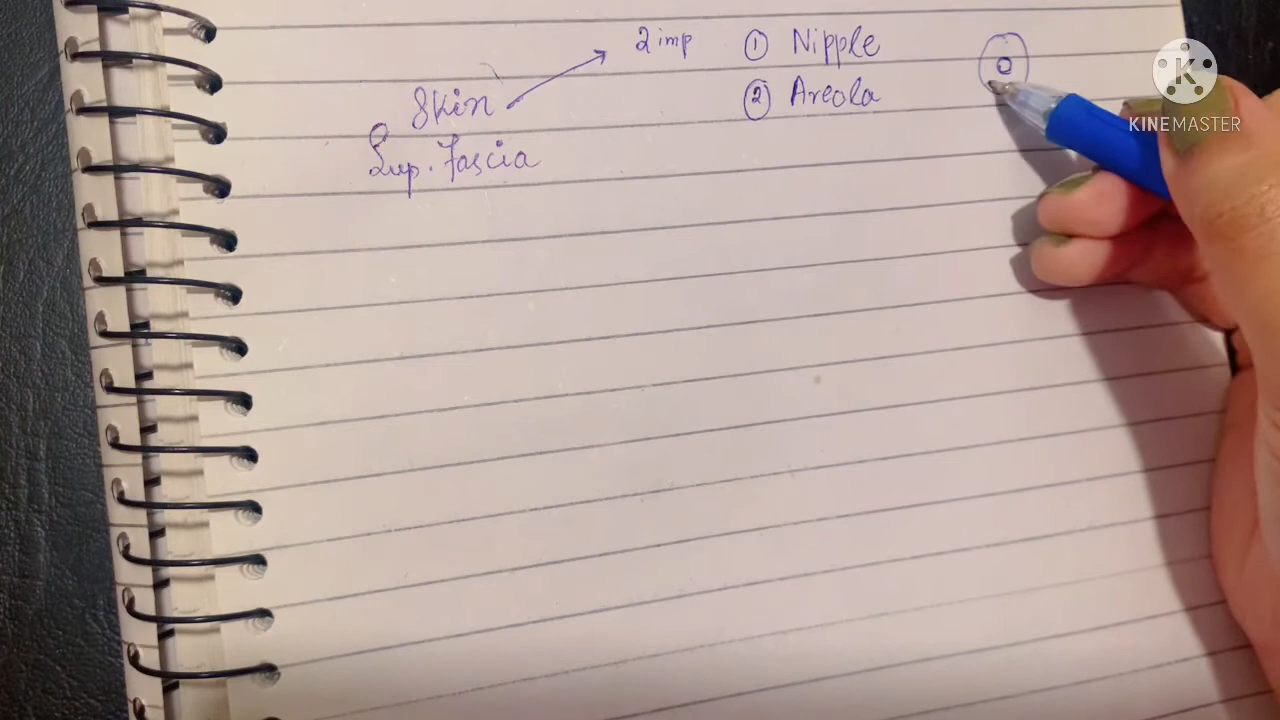 2 imp ① Nipple
② Areola
Skin
Sup. Fascia
K
KINEMASTER